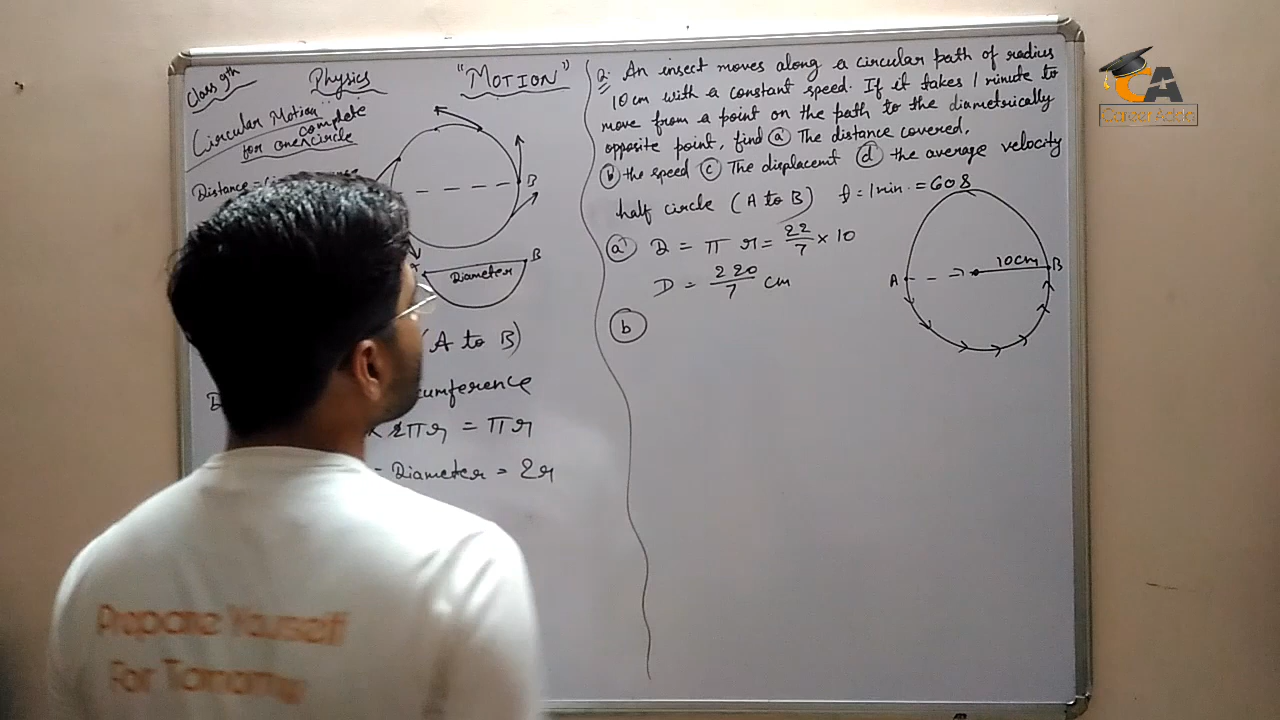 Class 9th
Physics
"MOTION"
Circular Motion
complete
for one circle
Distance =
B
Diameter
B
(A to B)
cumference
2πr = πr
= Diameter = 2r
Q. An insect moves along a circular path of radius
10 cm with a constant speed. If it takes 1 minute to
move from a point on the path to the diametrically
opposite point, find (a) The distance covered,
(b) the speed (c) The displacemt (d) the average velocity
half circle (A to B) t = 1 min. = 60 s
(a) D = π r = 22/7 × 10
D = 220/7 cm
(b)
10cm
A
B
CA
CareerAdda
Prepare Yourself
For Tomorrow